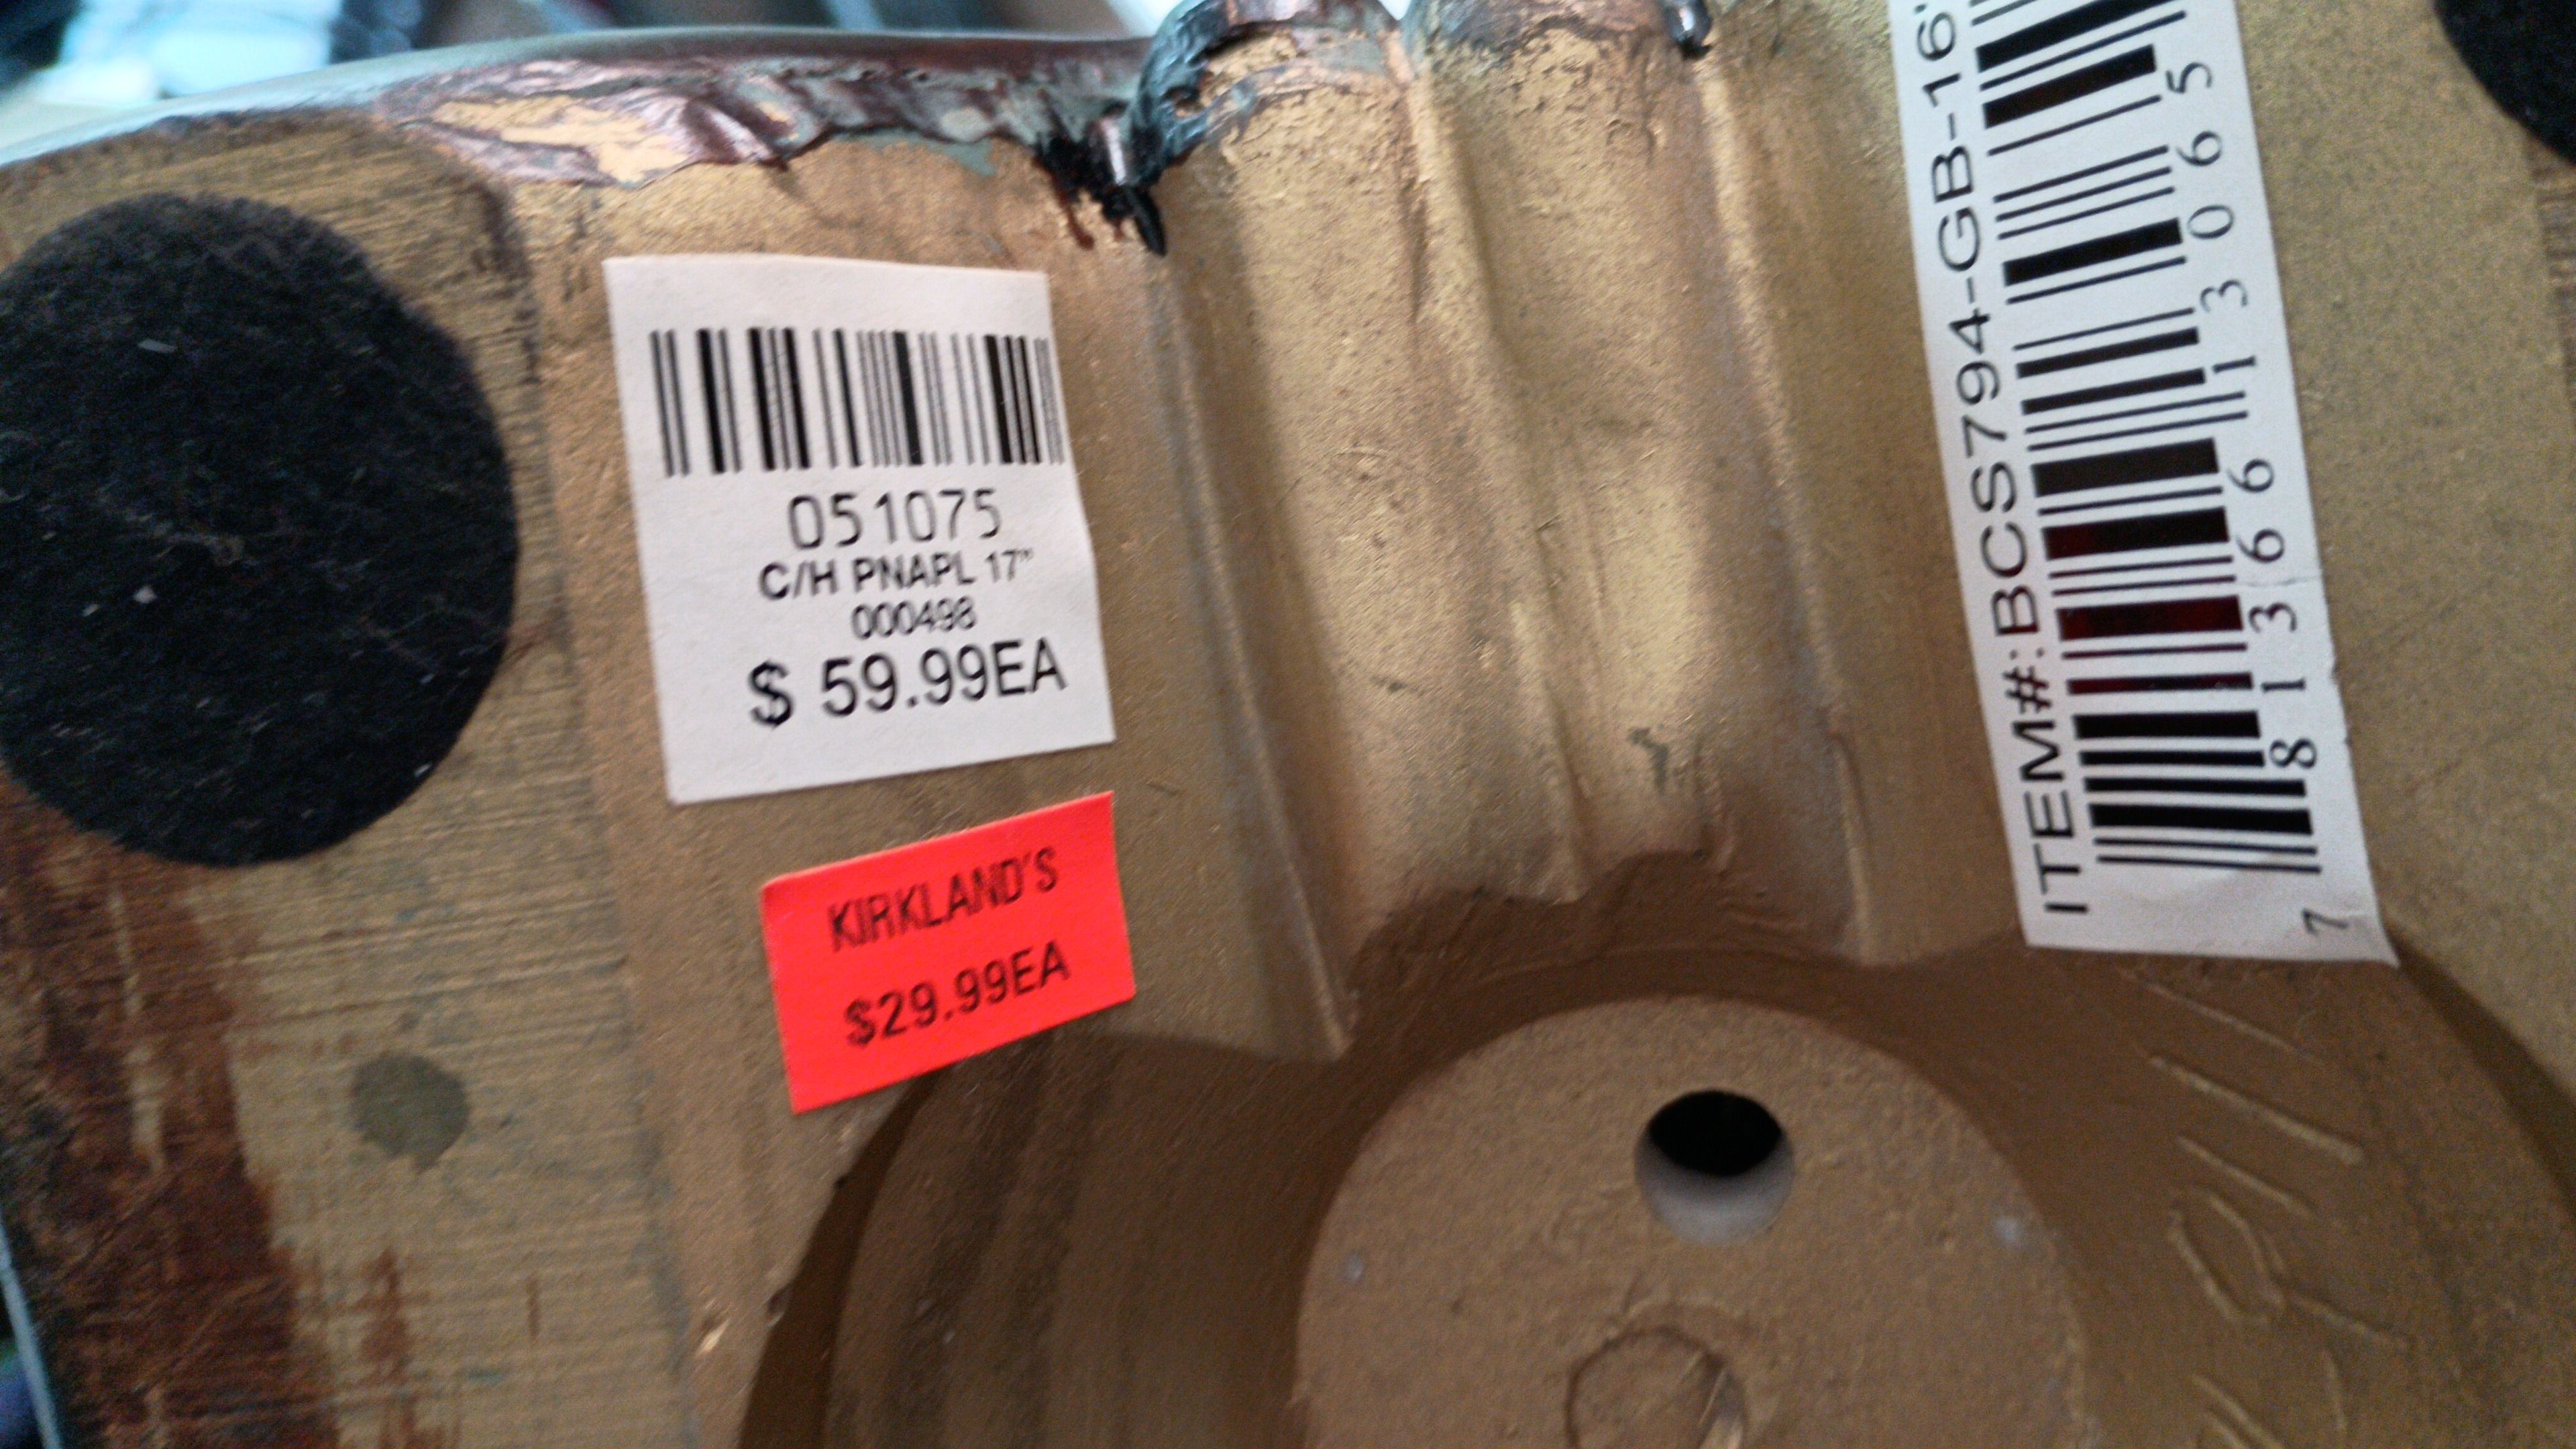 051075
C/H PNAPL 17"
000498
$ 59.99EA
KIRKLAND'S
$29.99EA
ITEM#:BCS794-GB-16"
7 81366 13065